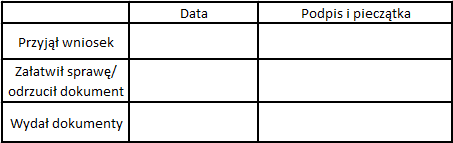 Data Podpis i pieczątka
Przyjął wniosek
Załatwił sprawę/
odrzucił dokument
Wydał dokumenty